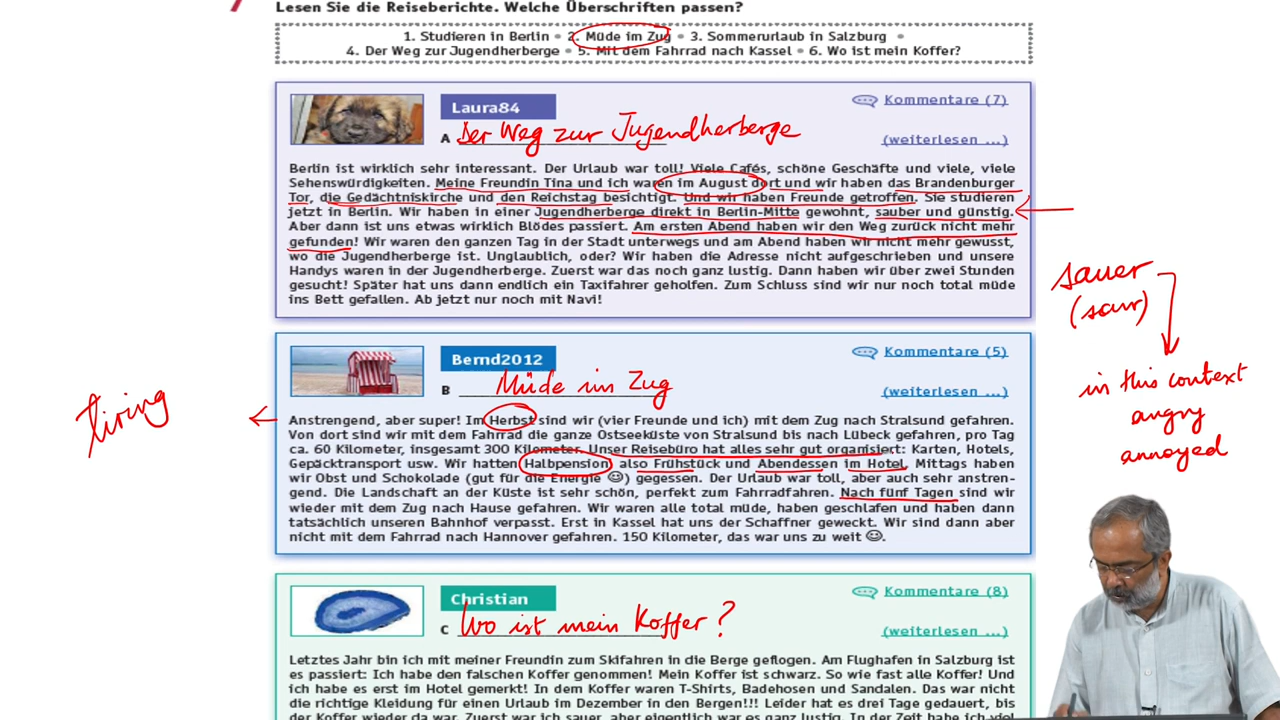 7 Lesen Sie die Reiseberichte. Welche Überschriften passen?
1. Studieren in Berlin • 2. Müde im Zug • 3. Sommerurlaub in Salzburg •
4. Der Weg zur Jugendherberge • 5. Mit dem Fahrrad nach Kassel • 6. Wo ist mein Koffer?
Laura84
Kommentare (7)
A Der Weg zur Jugendherberge
(weiterlesen ...)
Berlin ist wirklich sehr interessant. Der Urlaub war toll! Viele Cafés, schöne Geschäfte und viele, viele
Sehenswürdigkeiten. Meine Freundin Tina und ich waren im August dort und wir haben das Brandenburger
Tor, die Gedächtniskirche und den Reichstag besichtigt. Und wir haben Freunde getroffen. Sie studieren
jetzt in Berlin. Wir haben in einer Jugendherberge direkt in Berlin-Mitte gewohnt, sauber und günstig.
Aber dann ist uns etwas wirklich Blödes passiert. Am ersten Abend haben wir den Weg zurück nicht mehr
gefunden! Wir waren den ganzen Tag in der Stadt unterwegs und am Abend haben wir nicht mehr gewusst,
wo die Jugendherberge ist. Unglaublich, oder? Wir haben die Adresse nicht aufgeschrieben und unsere
Handys waren in der Jugendherberge. Zuerst war das noch ganz lustig. Dann haben wir über zwei Stunden
gesucht! Später hat uns dann endlich ein Taxifahrer geholfen. Zum Schluss sind wir nur noch total müde
ins Bett gefallen. Ab jetzt nur noch mit Navi!
sauer
(saur)
in this context
angry
annoyed
Bernd2012
Kommentare (5)
B Müde im Zug
(weiterlesen ...)
tiring
Anstrengend, aber super! Im Herbst sind wir (vier Freunde und ich) mit dem Zug nach Stralsund gefahren.
Von dort sind wir mit dem Fahrrad die ganze Ostseeküste von Stralsund bis nach Lübeck gefahren, pro Tag
ca. 60 Kilometer, insgesamt 300 Kilometer. Unser Reisebüro hat alles sehr gut organisiert: Karten, Hotels,
Gepäcktransport usw. Wir hatten Halbpension, also Frühstück und Abendessen im Hotel. Mittags haben
wir Obst und Schokolade (gut für die Energie ☺) gegessen. Der Urlaub war toll, aber auch sehr anstren-
gend. Die Landschaft an der Küste ist sehr schön, perfekt zum Fahrradfahren. Nach fünf Tagen sind wir
wieder mit dem Zug nach Hause gefahren. Wir waren alle total müde, haben geschlafen und haben dann
tatsächlich unseren Bahnhof verpasst. Erst in Kassel hat uns der Schaffner geweckt. Wir sind dann aber
nicht mit dem Fahrrad nach Hannover gefahren. 150 Kilometer, das war uns zu weit ☺.
Christian
Kommentare (8)
C Wo ist mein Koffer?
(weiterlesen ...)
Letztes Jahr bin ich mit meiner Freundin zum Skifahren in die Berge geflogen. Am Flughafen in Salzburg ist
es passiert: Ich habe den falschen Koffer genommen! Mein Koffer ist schwarz. So wie fast alle Koffer! Und
ich habe es erst im Hotel gemerkt! In dem Koffer waren T-Shirts, Badehosen und Sandalen. Das war nicht
die richtige Kleidung für einen Urlaub im Dezember in den Bergen!!! Leider hat es drei Tage gedauert, bis
der Koffer wieder da war. Zuerst war ich sauer, aber eigentlich war es ganz lustig. In der Zeit habe ich viel